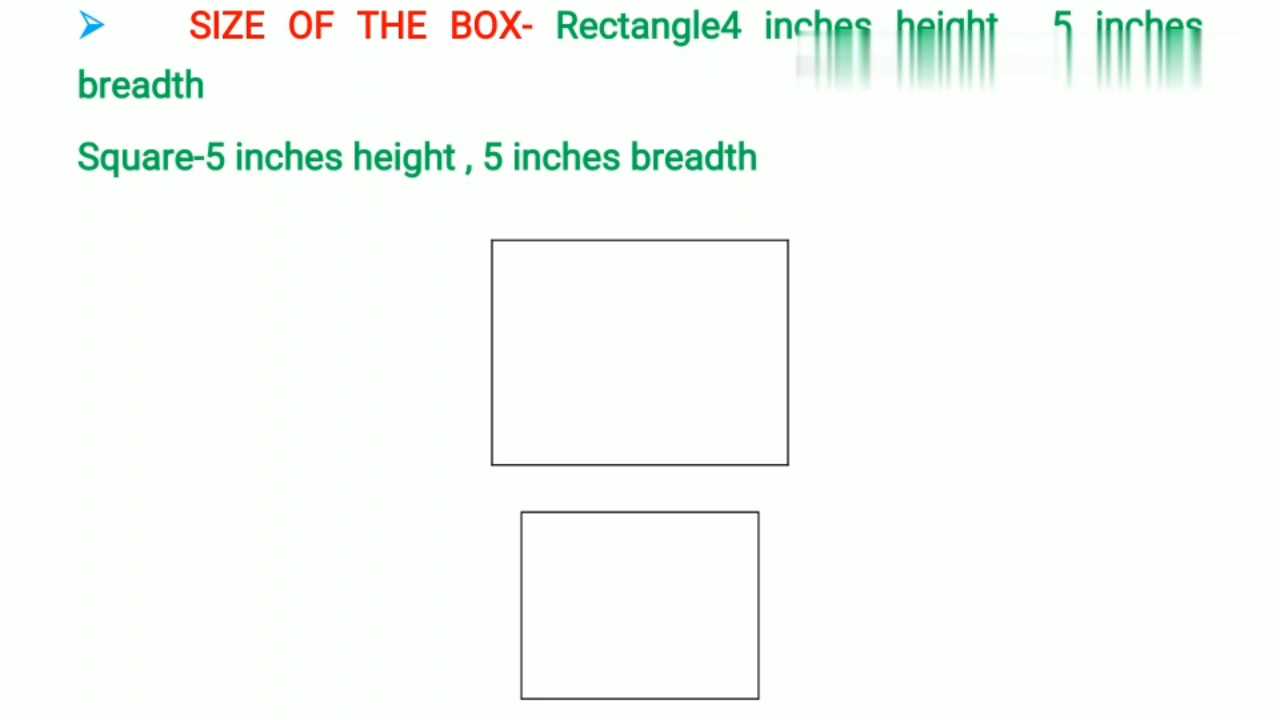 SIZE OF THE BOX- Rectangle4 inches height 5 inches
breadth
Square-5 inches height , 5 inches breadth